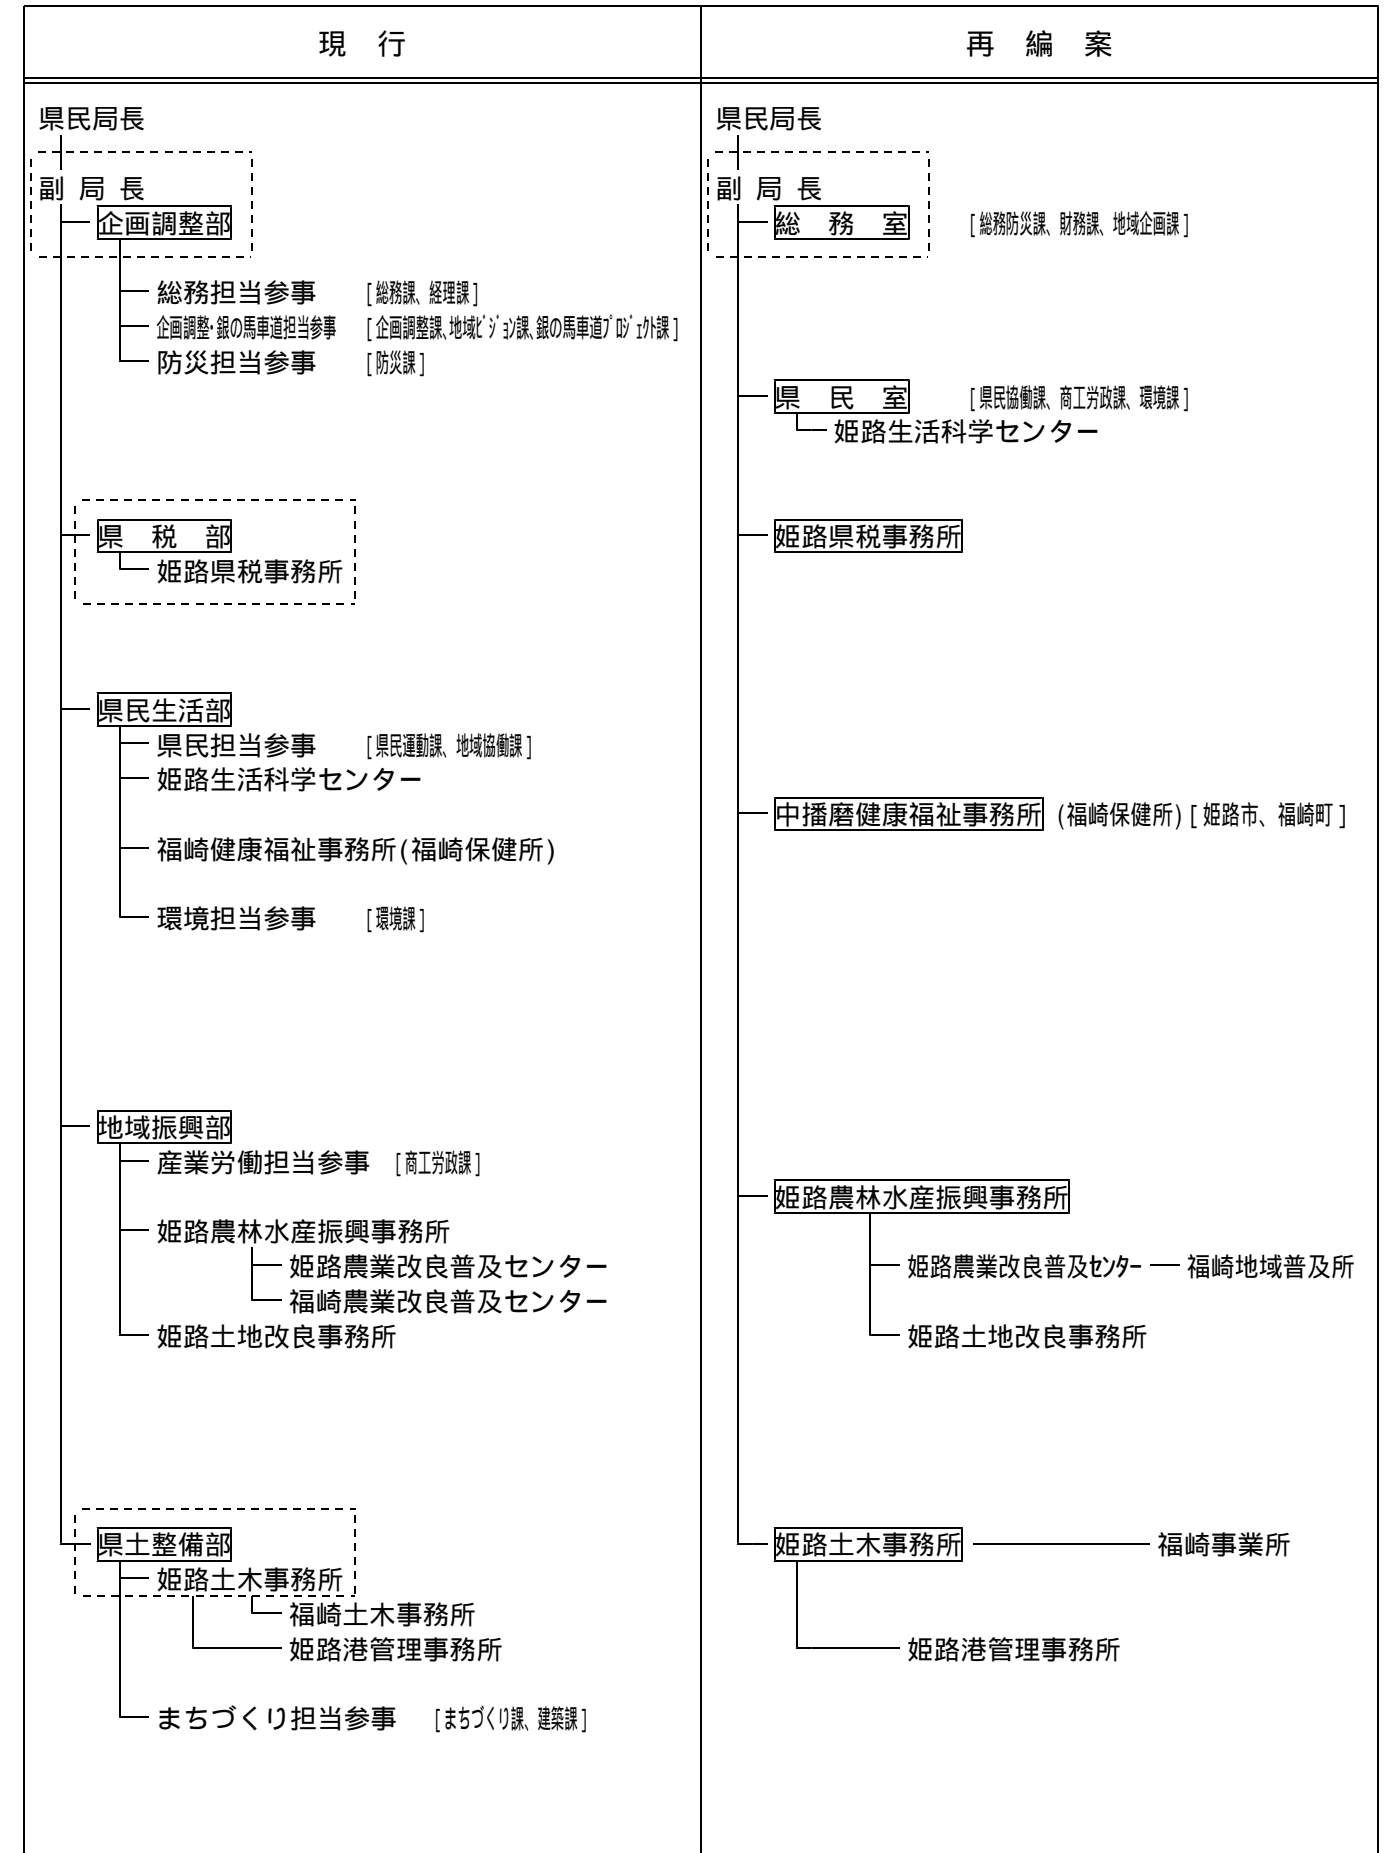 現 行
県民局長
副 局 長
企画調整部
総務担当参事 [総務課、経理課]
企画調整・銀の馬車道担当参事 [企画調整課、地域ビジョン課、銀の馬車道プロジェクト課]
防災担当参事 [防災課]
県 税 部
姫路県税事務所
県民生活部
県民担当参事 [県民運動課、地域協働課]
姫路生活科学センター
福崎健康福祉事務所(福崎保健所)
環境担当参事 [環境課]
地域振興部
産業労働担当参事 [商工労政課]
姫路農林水産振興事務所
姫路農業改良普及センター
福崎農業改良普及センター
姫路土地改良事務所
県土整備部
姫路土木事務所
福崎土木事務所
姫路港管理事務所
まちづくり担当参事 [まちづくり課、建築課]
再 編 案
県民局長
副 局 長
総 務 室 [総務防災課、財務課、地域企画課]
県 民 室 [県民協働課、商工労政課、環境課]
姫路生活科学センター
姫路県税事務所
中播磨健康福祉事務所 (福崎保健所)[姫路市、福崎町]
姫路農林水産振興事務所
姫路農業改良普及センター 福崎地域普及所
姫路土地改良事務所
姫路土木事務所 福崎事業所
姫路港管理事務所